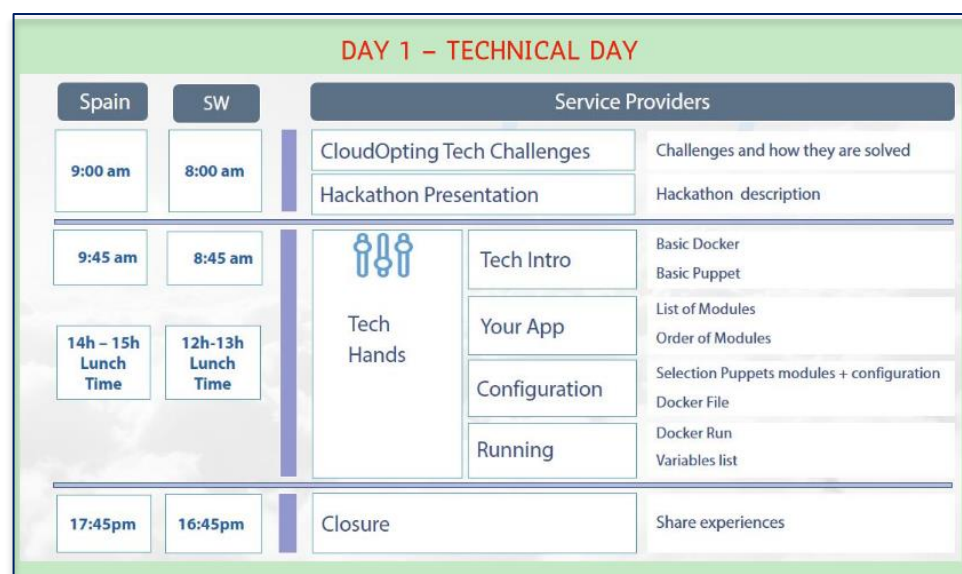 DAY 1 – TECHNICAL DAY
Spain
SW
Service Providers
9:00 am
8:00 am
CloudOpting Tech Challenges
Challenges and how they are solved
Hackathon Presentation
Hackathon description
9:45 am
8:45 am
14h – 15h
Lunch
Time
12h-13h
Lunch
Time
Tech
Hands
Tech Intro
Basic Docker
Basic Puppet
Your App
List of Modules
Order of Modules
Configuration
Selection Puppets modules + configuration
Docker File
Running
Docker Run
Variables list
17:45pm
16:45pm
Closure
Share experiences